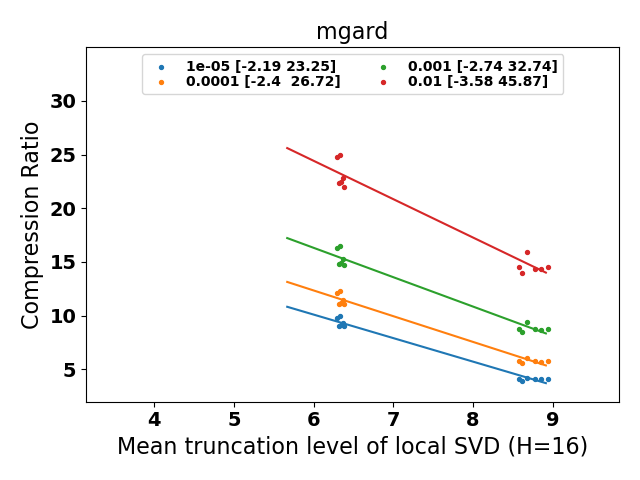 mgard
1e-05 [-2.19 23.25]
0.0001 [-2.4  26.72]
0.001 [-2.74 32.74]
0.01 [-3.58 45.87]
Compression Ratio
30
25
20
15
10
5
4 5 6 7 8 9
Mean truncation level of local SVD (H=16)